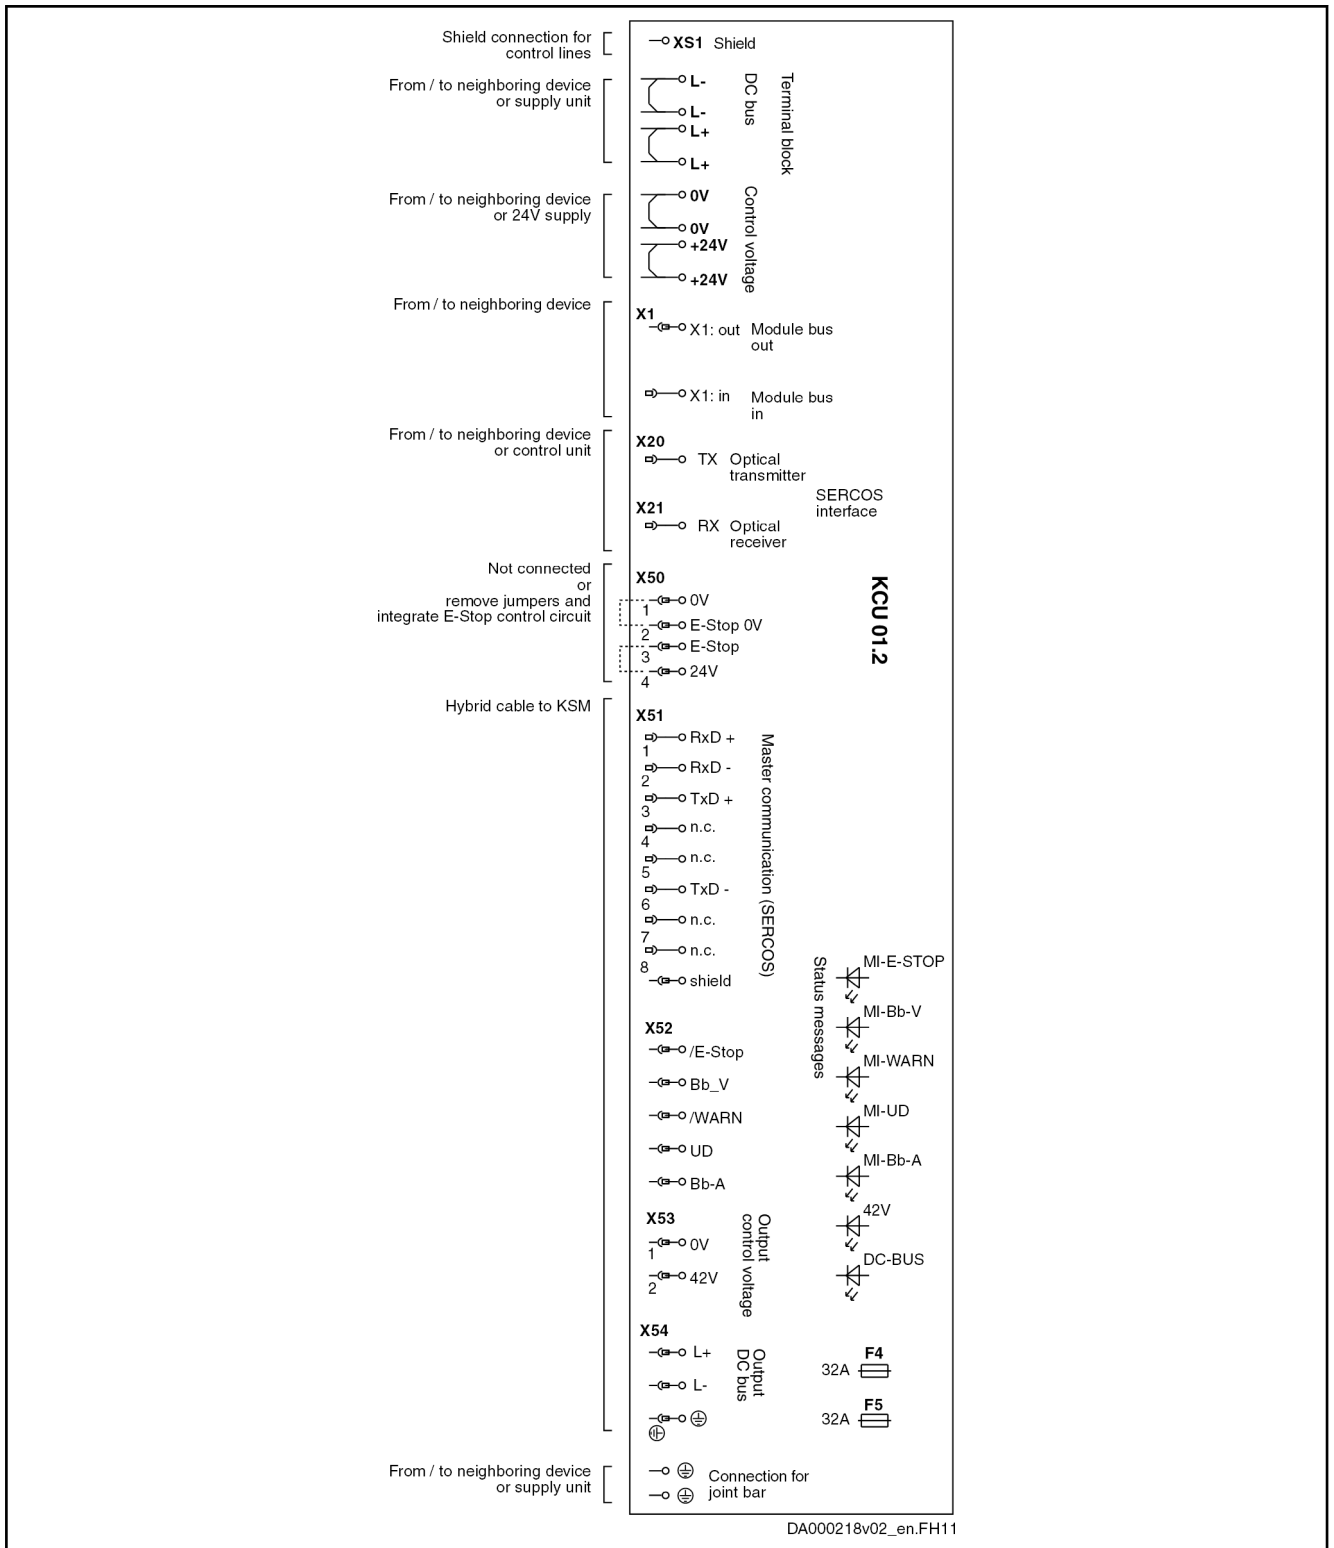 Shield connection for
control lines
XS1 Shield
From / to neighboring device
or supply unit
L-
L-
L+
L+
DC bus
Terminal block
From / to neighboring device
or 24V supply
0V
0V
+24V
+24V
Control voltage
From / to neighboring device
X1
X1: out Module bus
out
X1: in Module bus
in
From / to neighboring device
or control unit
X20
TX Optical
transmitter
SERCOS
interface
X21
RX Optical
receiver
Not connected
or
remove jumpers and
integrate E-Stop control circuit
X50
0V
1
E-Stop 0V
2
E-Stop
3
24V
4
KCU 01.2
Hybrid cable to KSM
X51
RxD +
1
RxD -
2
TxD +
3
n.c.
4
n.c.
5
TxD -
6
n.c.
7
n.c.
8
shield
Master communication (SERCOS)
X52
/E-Stop
Bb_V
/WARN
UD
Bb-A
Status messages
MI-E-STOP
MI-Bb-V
MI-WARN
MI-UD
MI-Bb-A
42V
DC-BUS
X53
0V
1
42V
2
Output
control voltage
X54
L+
L-
Output
DC bus
F4
32A
F5
32A
From / to neighboring device
or supply unit
Connection for
joint bar
DA000218v02_en.FH11